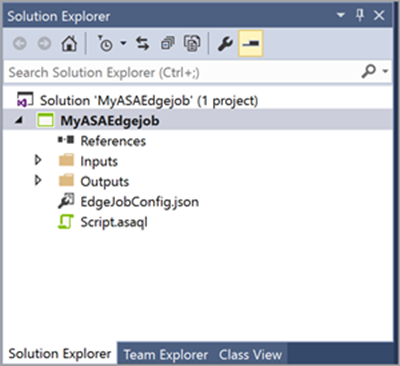 Solution Explorer
Search Solution Explorer (Ctrl+;)
Solution 'MyASAEdgejob' (1 project)
MyASAEdgejob
References
Inputs
Outputs
EdgeJobConfig.json
Script.asaql
Solution Explorer Team Explorer Class View